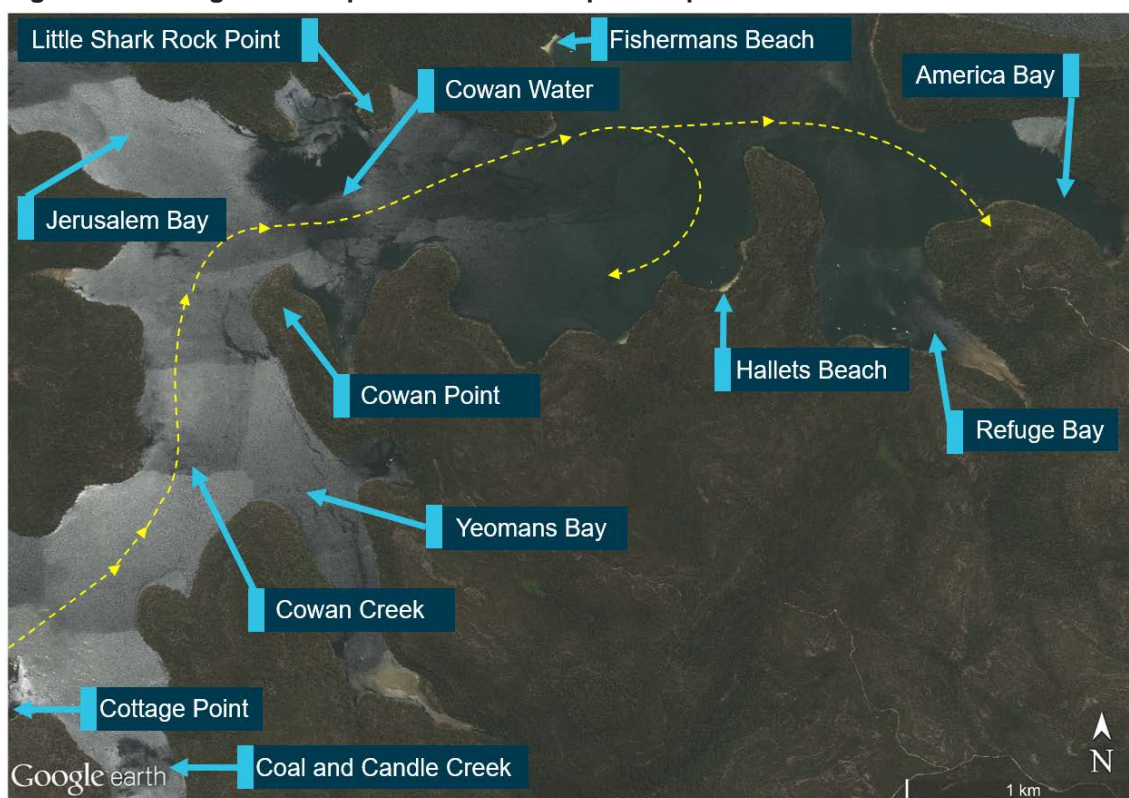 Little Shark Rock Point
Fishermans Beach
Cowan Water
America Bay
Jerusalem Bay
Cowan Point
Hallets Beach
Refuge Bay
Yeomans Bay
Cowan Creek
Cottage Point
Coal and Candle Creek
Google earth
N
1 km